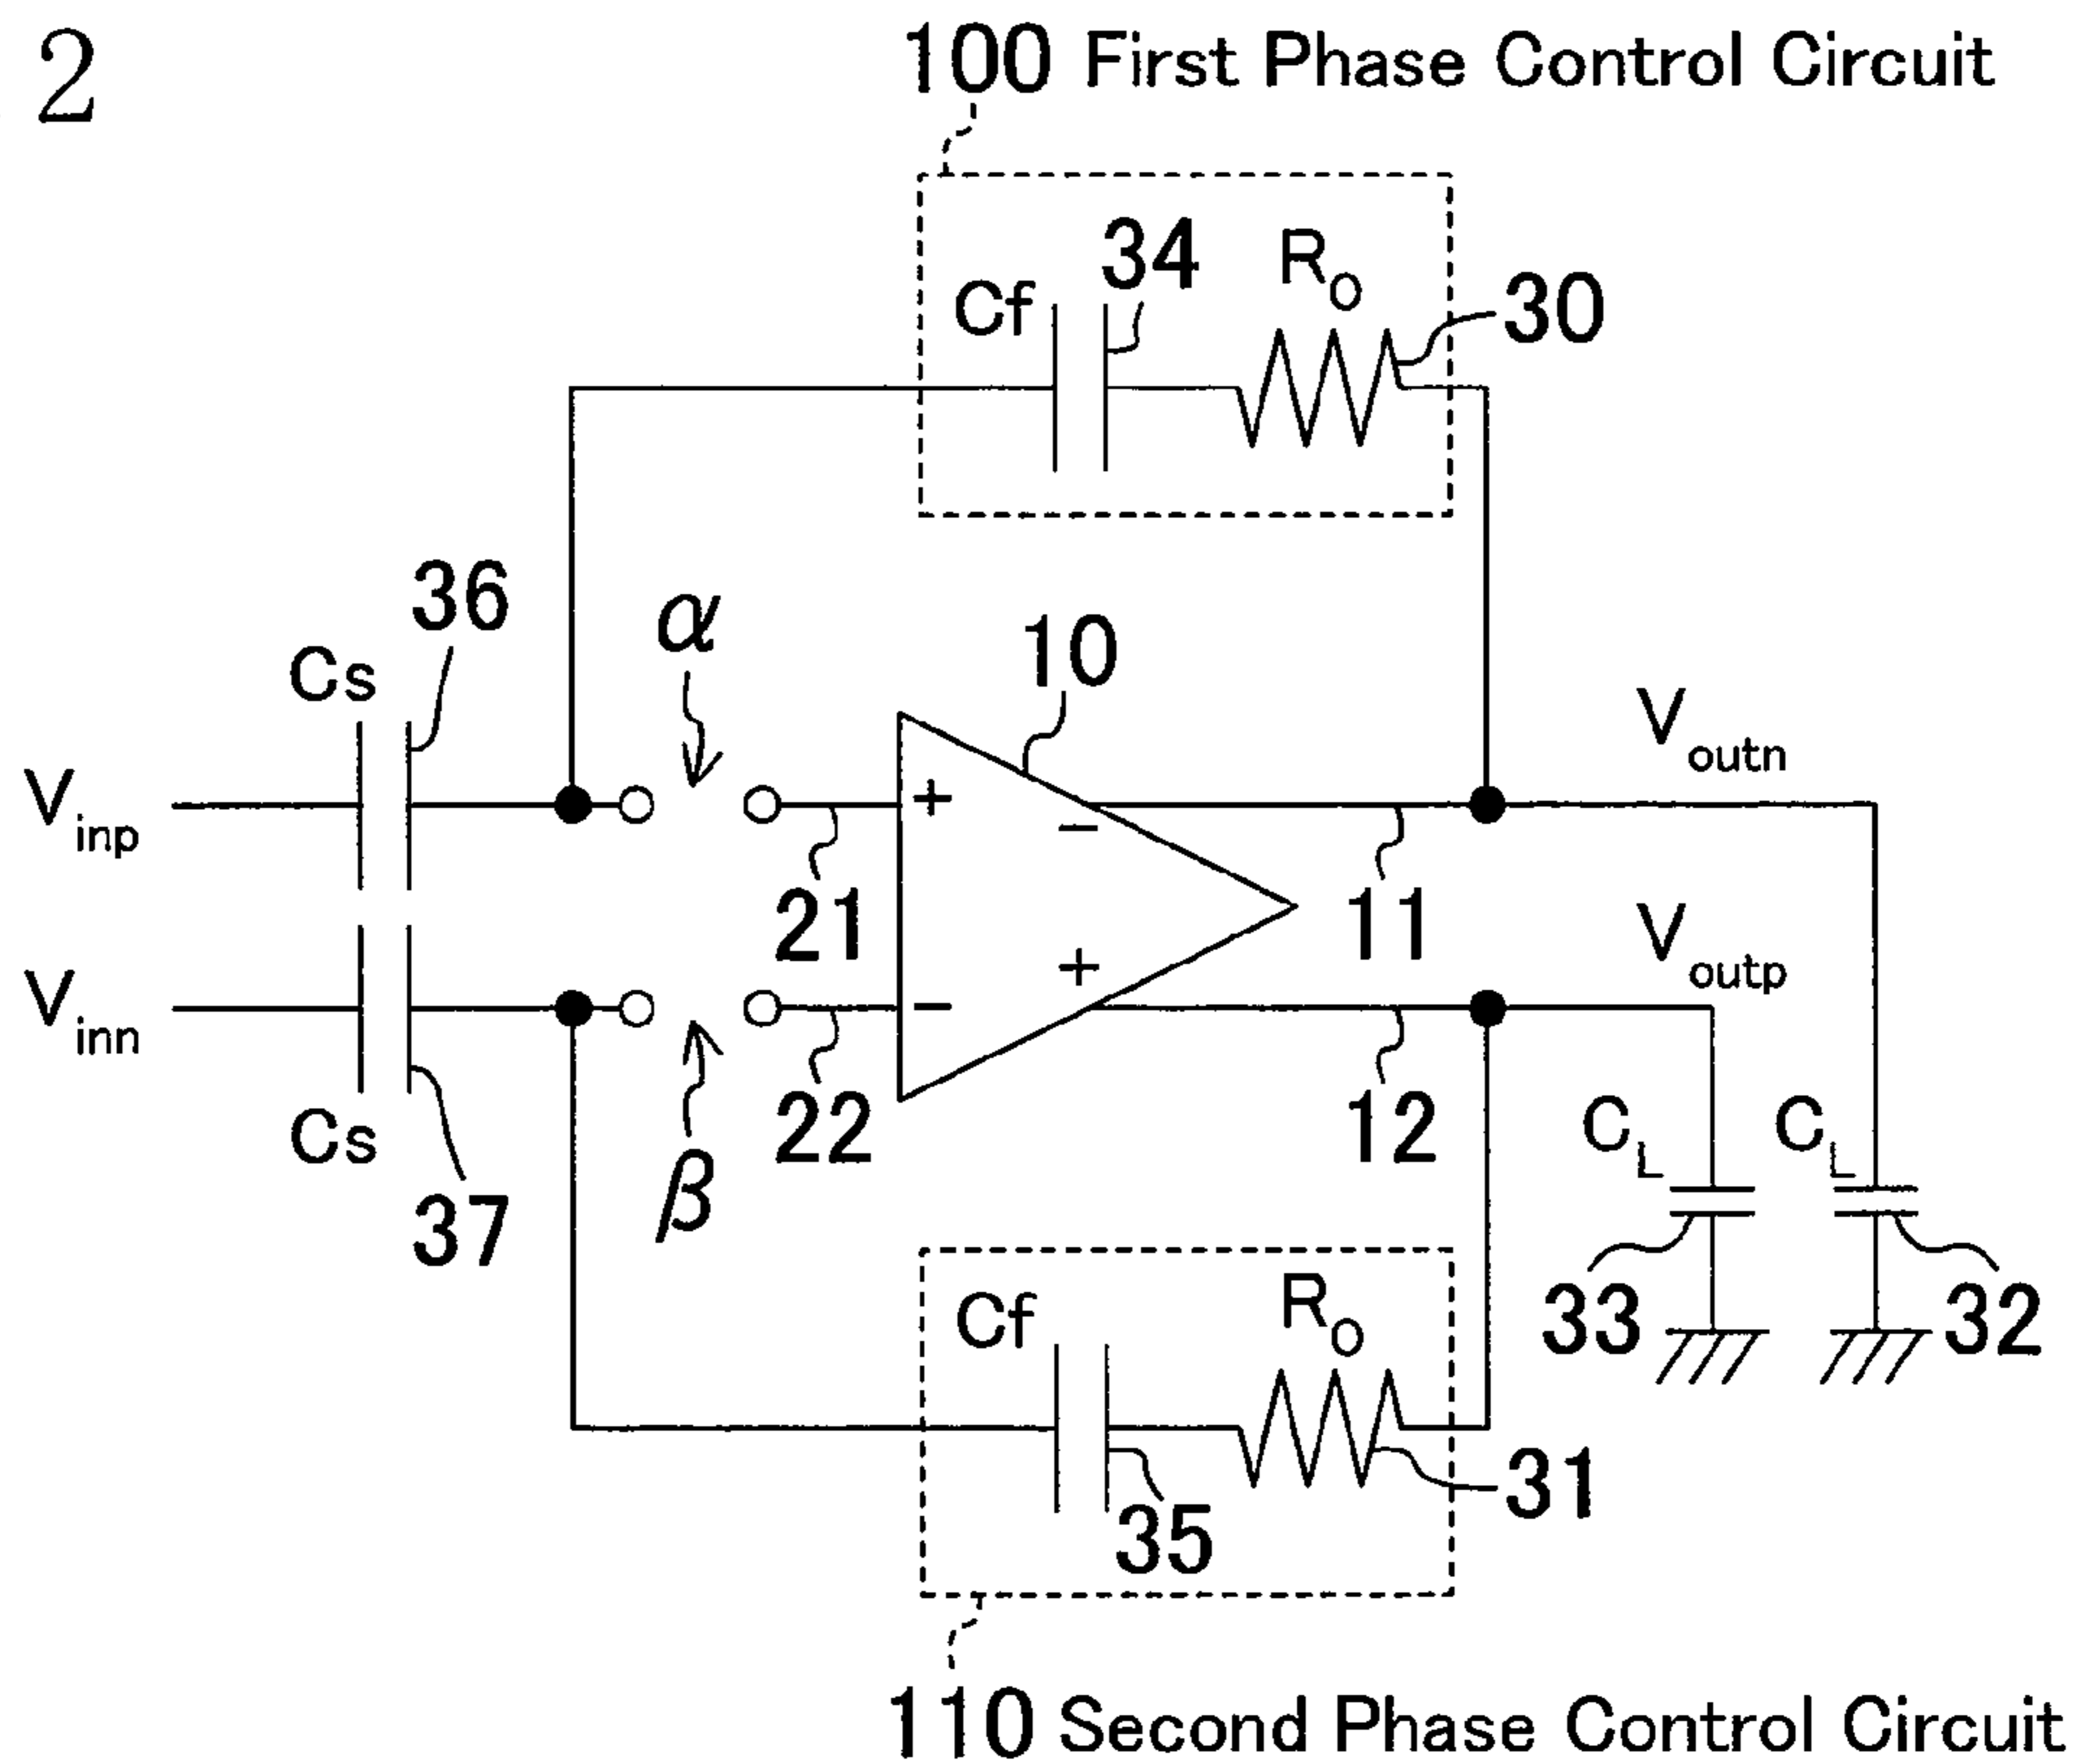 2
100 First Phase Control Circuit
34
Ro
Cf
30
36
α
10
Cs
Voutn
Vinp
+
−
21
11
Voutp
Vinn
+
−
22
12
CL
CL
Cs
β
37
33
32
Cf
Ro
31
35
110 Second Phase Control Circuit